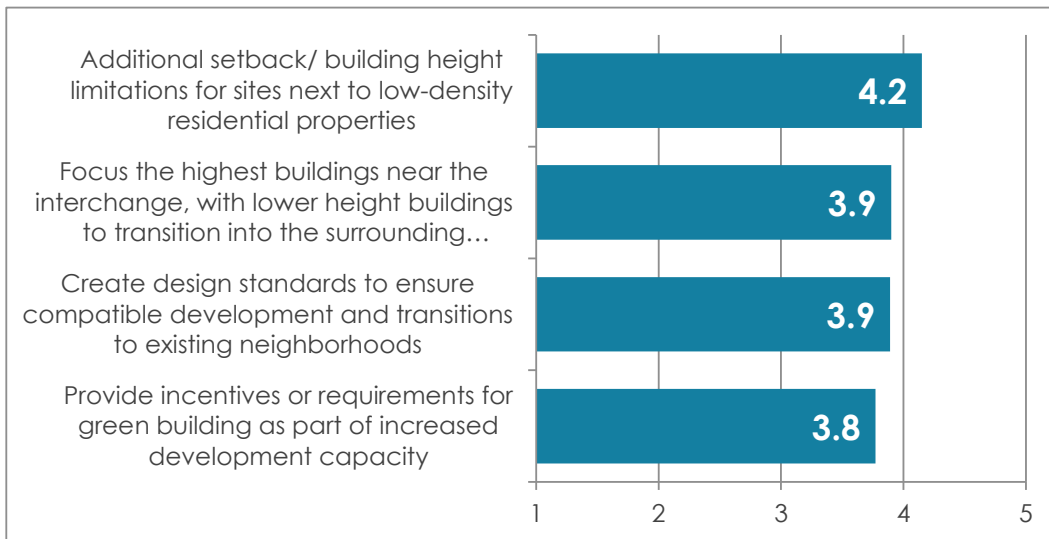 Additional setback/ building height
limitations for sites next to low-density
residential properties
4.2
Focus the highest buildings near the
interchange, with lower height buildings
to transition into the surrounding…
3.9
Create design standards to ensure
compatible development and transitions
to existing neighborhoods
3.9
Provide incentives or requirements for
green building as part of increased
development capacity
3.8
1 2 3 4 5